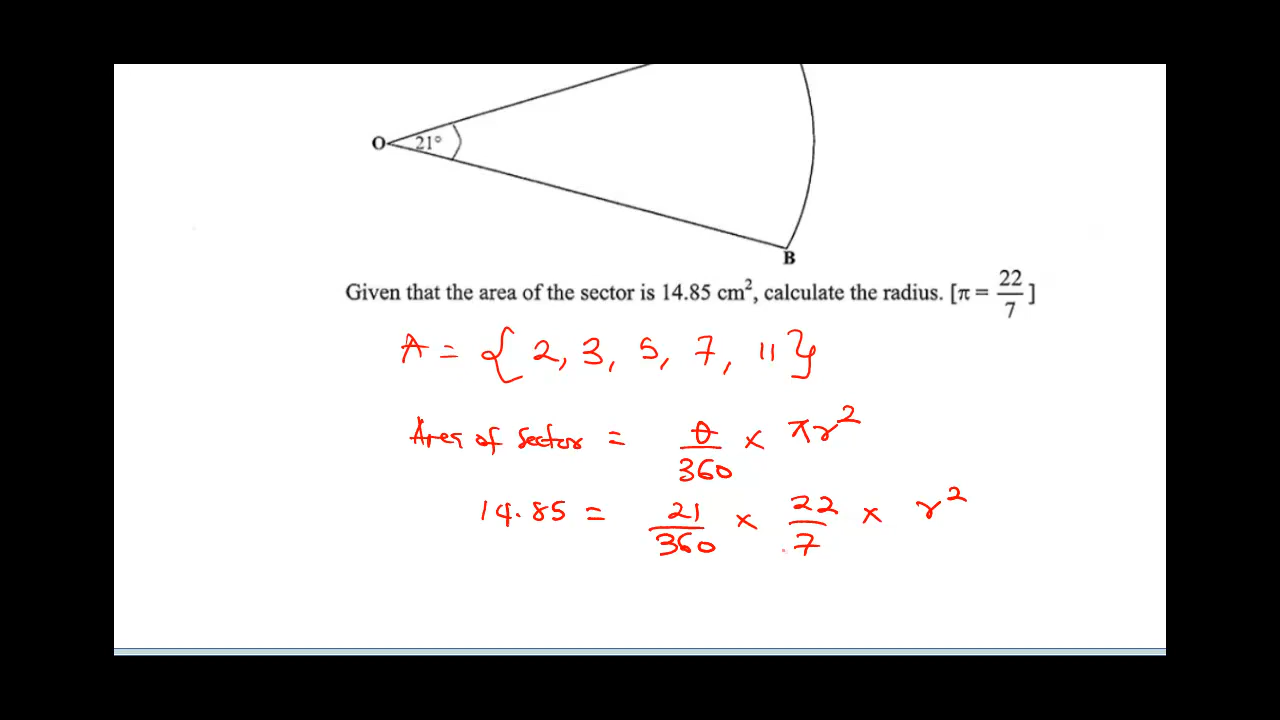 O 21°
B
Given that the area of the sector is 14.85 cm², calculate the radius. [π = 22/7]
A = { 2, 3, 5, 7, 11 }
Area of Sector = θ/360 × πr²
14.85 = 21/360 × 22/7 × r²